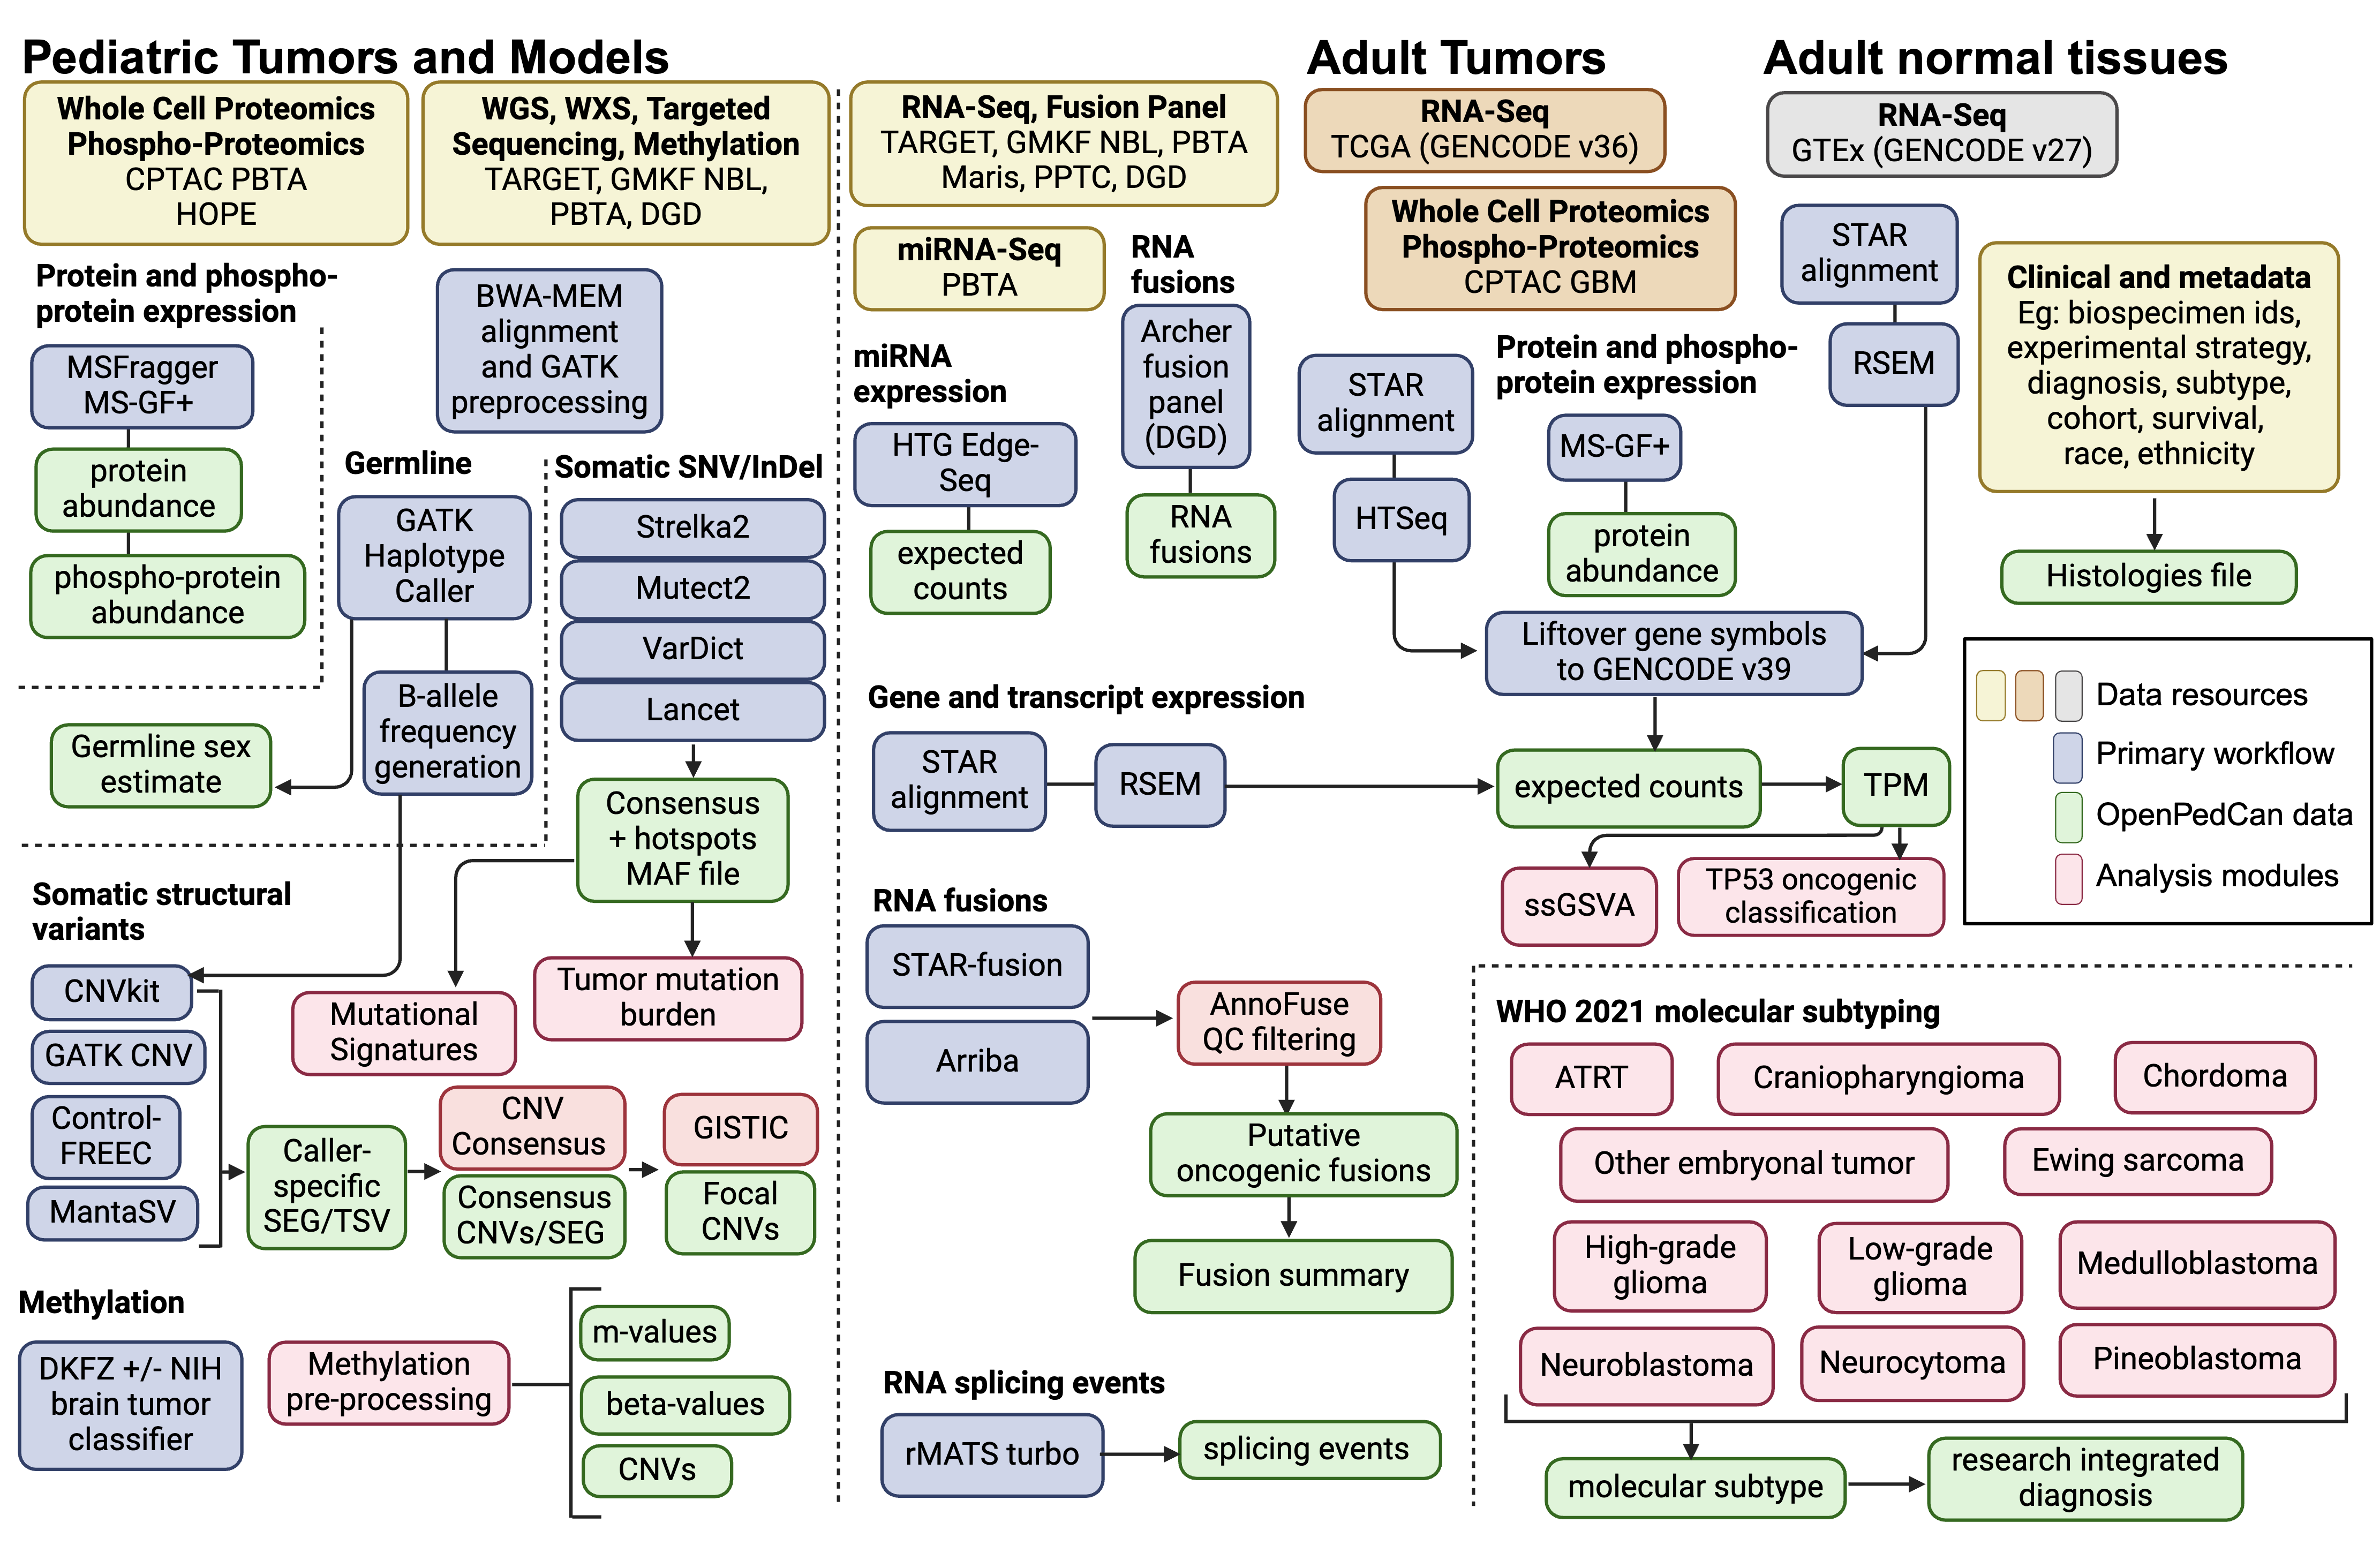 Pediatric Tumors and Models
Whole Cell Proteomics
Phospho-Proteomics
CPTAC PBTA
HOPE
WGS, WXS, Targeted
Sequencing, Methylation
TARGET, GMKF NBL,
PBTA, DGD
Protein and phospho-
protein expression
MSFragger
MS-GF+
protein
abundance
phospho-protein
abundance
BWA-MEM
alignment
and GATK
preprocessing
Germline
GATK
Haplotype
Caller
B-allele
frequency
generation
Germline sex
estimate
Somatic SNV/InDel
Strelka2
Mutect2
VarDict
Lancet
Consensus
+ hotspots
MAF file
Mutational
Signatures
Tumor mutation
burden
Somatic structural
variants
CNVkit
GATK CNV
Control-
FREEC
MantaSV
Caller-
specific
SEG/TSV
CNV
Consensus
Consensus
CNVs/SEG
GISTIC
Focal
CNVs
Methylation
DKFZ +/- NIH
brain tumor
classifier
Methylation
pre-processing
m-values
beta-values
CNVs
RNA-Seq, Fusion Panel
TARGET, GMKF NBL, PBTA
Maris, PPTC, DGD
miRNA-Seq
PBTA
miRNA
expression
HTG Edge-
Seq
expected
counts
RNA
fusions
Archer
fusion
panel
(DGD)
RNA
fusions
Gene and transcript expression
STAR
alignment
RSEM
RNA fusions
STAR-fusion
Arriba
AnnoFuse
QC filtering
Putative
oncogenic fusions
Fusion summary
RNA splicing events
rMATS turbo
splicing events
Adult Tumors
RNA-Seq
TCGA (GENCODE v36)
Whole Cell Proteomics
Phospho-Proteomics
CPTAC GBM
STAR
alignment
HTSeq
Protein and phospho-
protein expression
MS-GF+
protein
abundance
Adult normal tissues
RNA-Seq
GTEx (GENCODE v27)
STAR
alignment
RSEM
Liftover gene symbols
to GENCODE v39
expected counts
TPM
ssGSVA
TP53 oncogenic
classification
Clinical and metadata
Eg: biospecimen ids,
experimental strategy,
diagnosis, subtype,
cohort, survival,
race, ethnicity
Histologies file
Data resources
Primary workflow
OpenPedCan data
Analysis modules
WHO 2021 molecular subtyping
ATRT
Craniopharyngioma
Chordoma
Other embryonal tumor
Ewing sarcoma
High-grade
glioma
Low-grade
glioma
Medulloblastoma
Neuroblastoma
Neurocytoma
Pineoblastoma
molecular subtype
research integrated
diagnosis